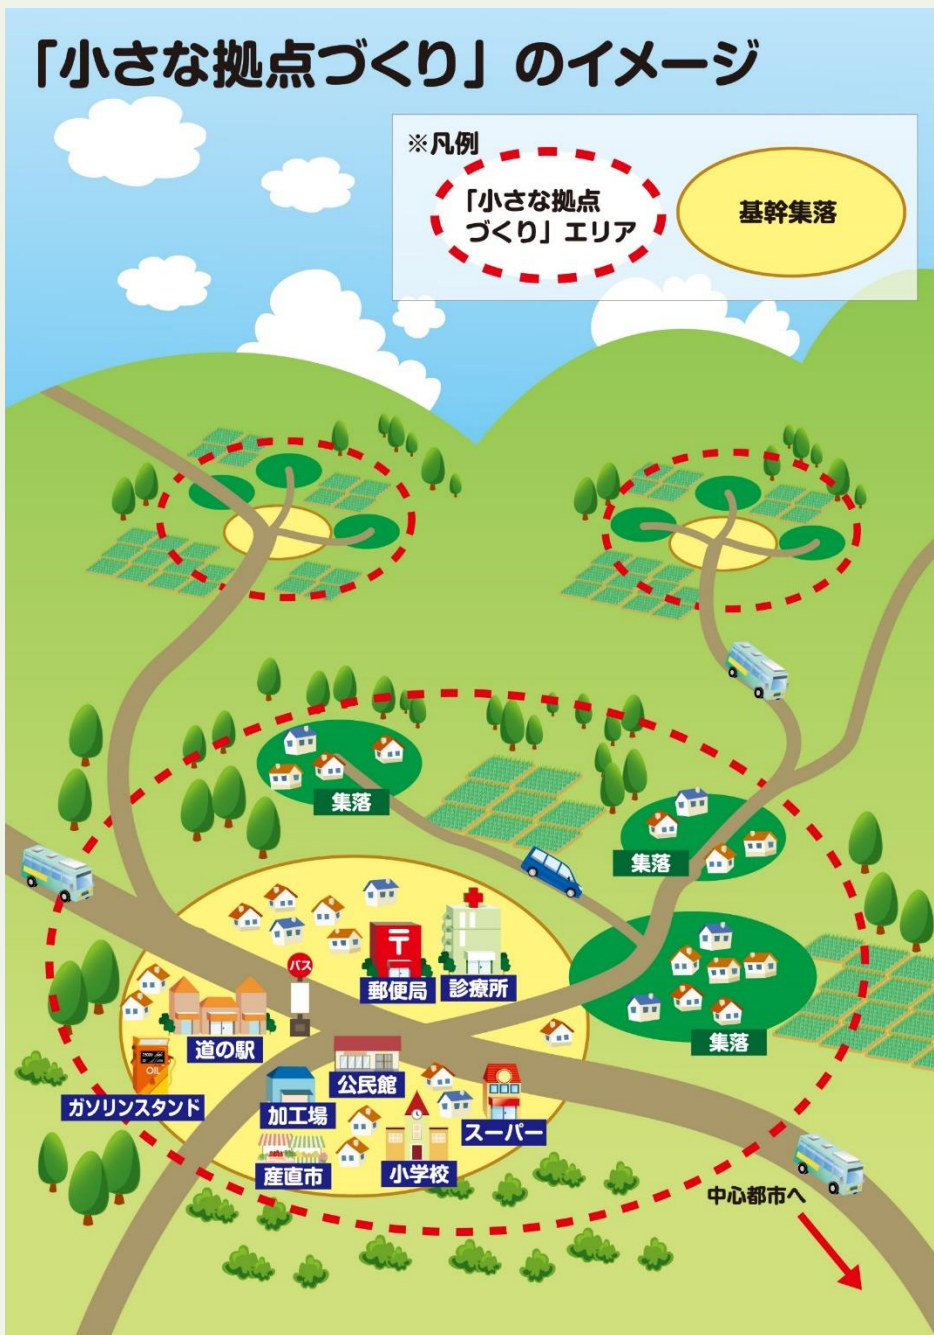 「小さな拠点づくり」のイメージ
※凡例
「小さな拠点
づくり」エリア
基幹集落
集落
集落
バス
〒
郵便局
診療所
道の駅
集落
OIL
公民館
ガソリンスタンド
加工場
スーパー
産直市
小学校
中心都市へ